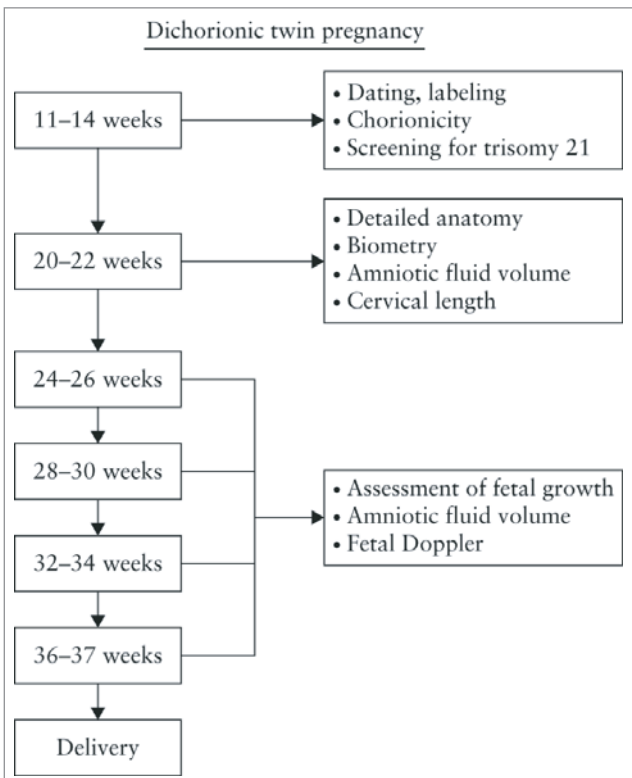 Dichorionic twin pregnancy
11–14 weeks
• Dating, labeling
• Chorionicity
• Screening for trisomy 21
20–22 weeks
• Detailed anatomy
• Biometry
• Amniotic fluid volume
• Cervical length
24–26 weeks
28–30 weeks
32–34 weeks
36–37 weeks
• Assessment of fetal growth
• Amniotic fluid volume
• Fetal Doppler
Delivery